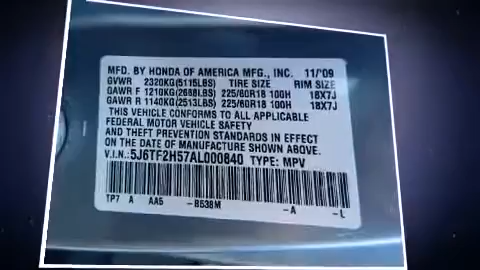 MFD. BY HONDA OF AMERICA MFG., INC. 11/'09
GVWR 2320KG(5115LBS) TIRE SIZE RIM SIZE
GAWR F 1210KG(2668LBS) 225/60R18 100H 18X7J
GAWR R 1140KG(2513LBS) 225/60R18 100H 18X7J
THIS VEHICLE CONFORMS TO ALL APPLICABLE
FEDERAL MOTOR VEHICLE SAFETY
AND THEFT PREVENTION STANDARDS IN EFFECT
ON THE DATE OF MANUFACTURE SHOWN ABOVE.
V.I.N.: 5J6TF2H57AL000840 TYPE: MPV
TP7 A AA5 -B538M -A -L